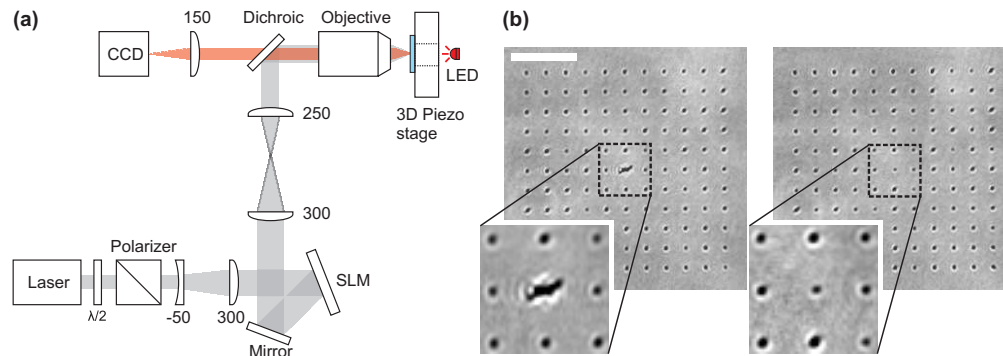 (a)
150
Dichroic
Objective
CCD
LED
250
3D Piezo
stage
300
Polarizer
Laser
λ/2
-50
300
SLM
Mirror
(b)